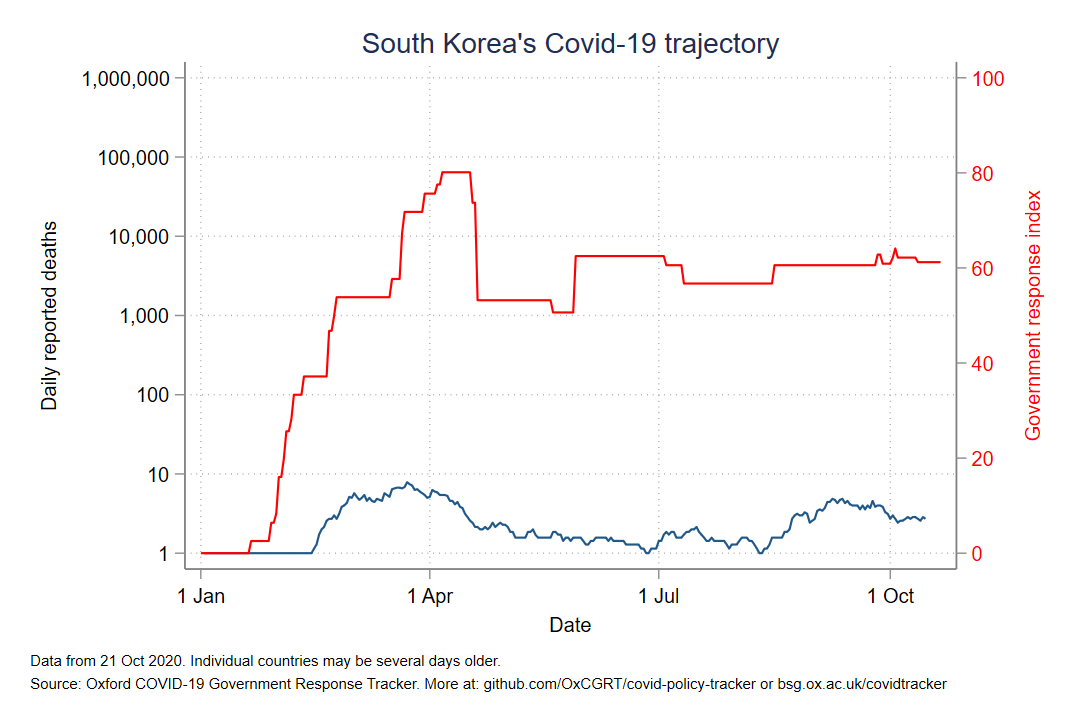 South Korea's Covid-19 trajectory
1,000,000
100,000
10,000
1,000
100
10
1
Daily reported deaths
100
80
60
40
20
0
Government response index
1 Jan
1 Apr
1 Jul
1 Oct
Date
Data from 21 Oct 2020. Individual countries may be several days older.
Source: Oxford COVID-19 Government Response Tracker. More at: github.com/OxCGRT/covid-policy-tracker or bsg.ox.ac.uk/covidtracker